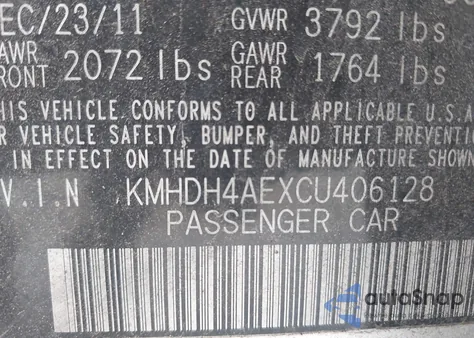 EC/23/11 GVWR 3792 lbs
GAWR FRONT 2072 lbs GAWR REAR 1764 lbs
HIS VEHICLE CONFORMS TO ALL APPLICABLE U.S.A
R VEHICLE SAFETY, BUMPER, AND THEFT PREVENTI
IN EFFECT ON THE DATE OF MANUFACTURE SHOWN
V.I.N KMHDH4AEXCU406128
PASSENGER CAR
autoSnap